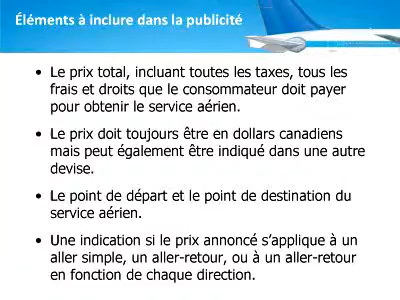 Éléments à inclure dans la publicité
• Le prix total, incluant toutes les taxes, tous les
frais et droits que le consommateur doit payer
pour obtenir le service aérien.
• Le prix doit toujours être en dollars canadiens
mais peut également être indiqué dans une autre
devise.
• Le point de départ et le point de destination du
service aérien.
• Une indication si le prix annoncé s’applique à un
aller simple, un aller-retour, ou à un aller-retour
en fonction de chaque direction.